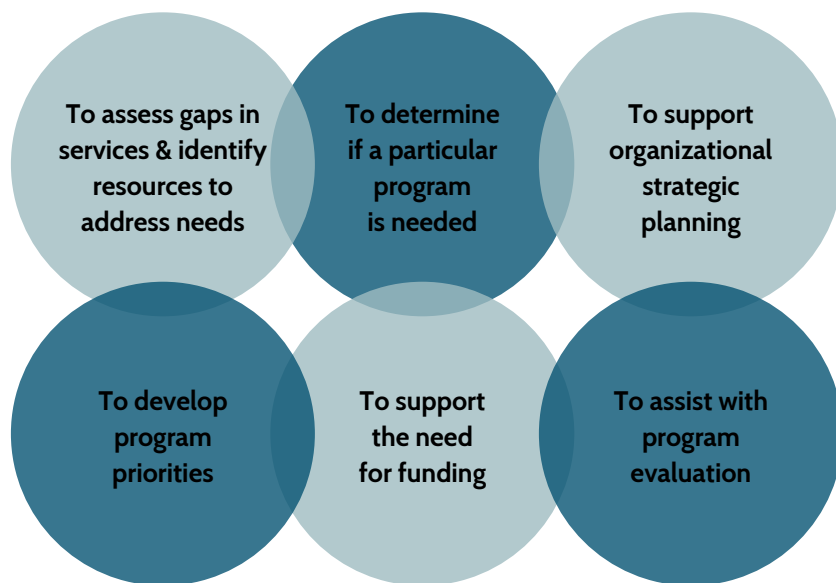 To assess gaps in
services & identify
resources to
address needs
To determine
if a particular
program
is needed
To support
organizational
strategic
planning
To develop
program
priorities
To support
the need
for funding
To assist with
program
evaluation